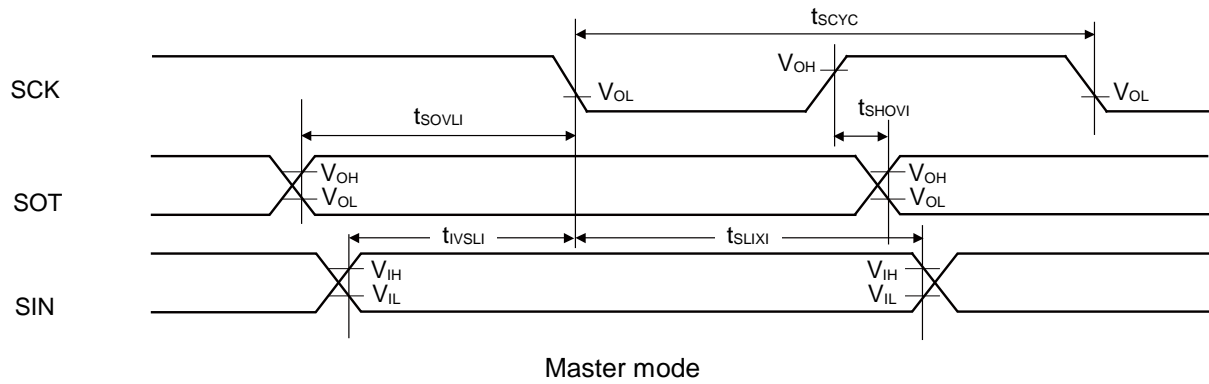 tSCYC
SCK
VOH
VOL
VOL
tSHOVI
tSOVLI
SOT
VOH
VOL
VOH
VOL
tIVSLI
tSLIXI
SIN
VIH
VIL
VIH
VIL
Master mode